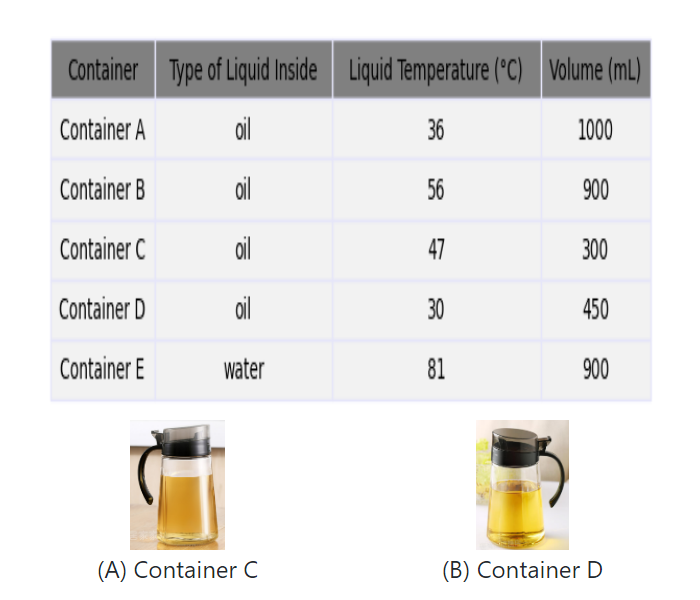 Container Type of Liquid Inside Liquid Temperature (°C) Volume (mL)
Container A oil 36 1000
Container B oil 56 900
Container C oil 47 300
Container D oil 30 450
Container E water 81 900
(A) Container C (B) Container D